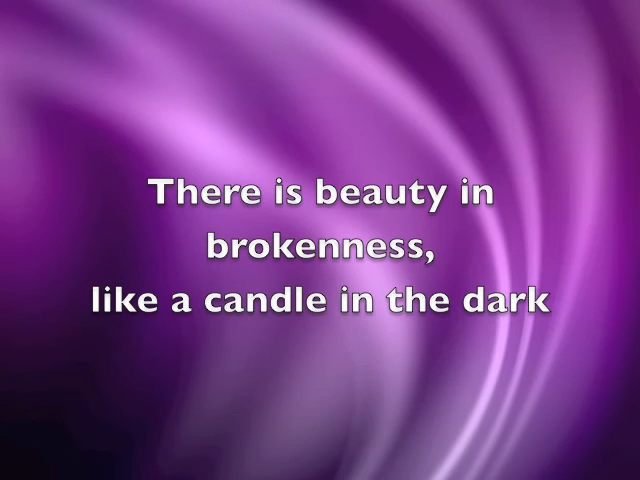 There is beauty in
brokenness,
like a candle in the dark